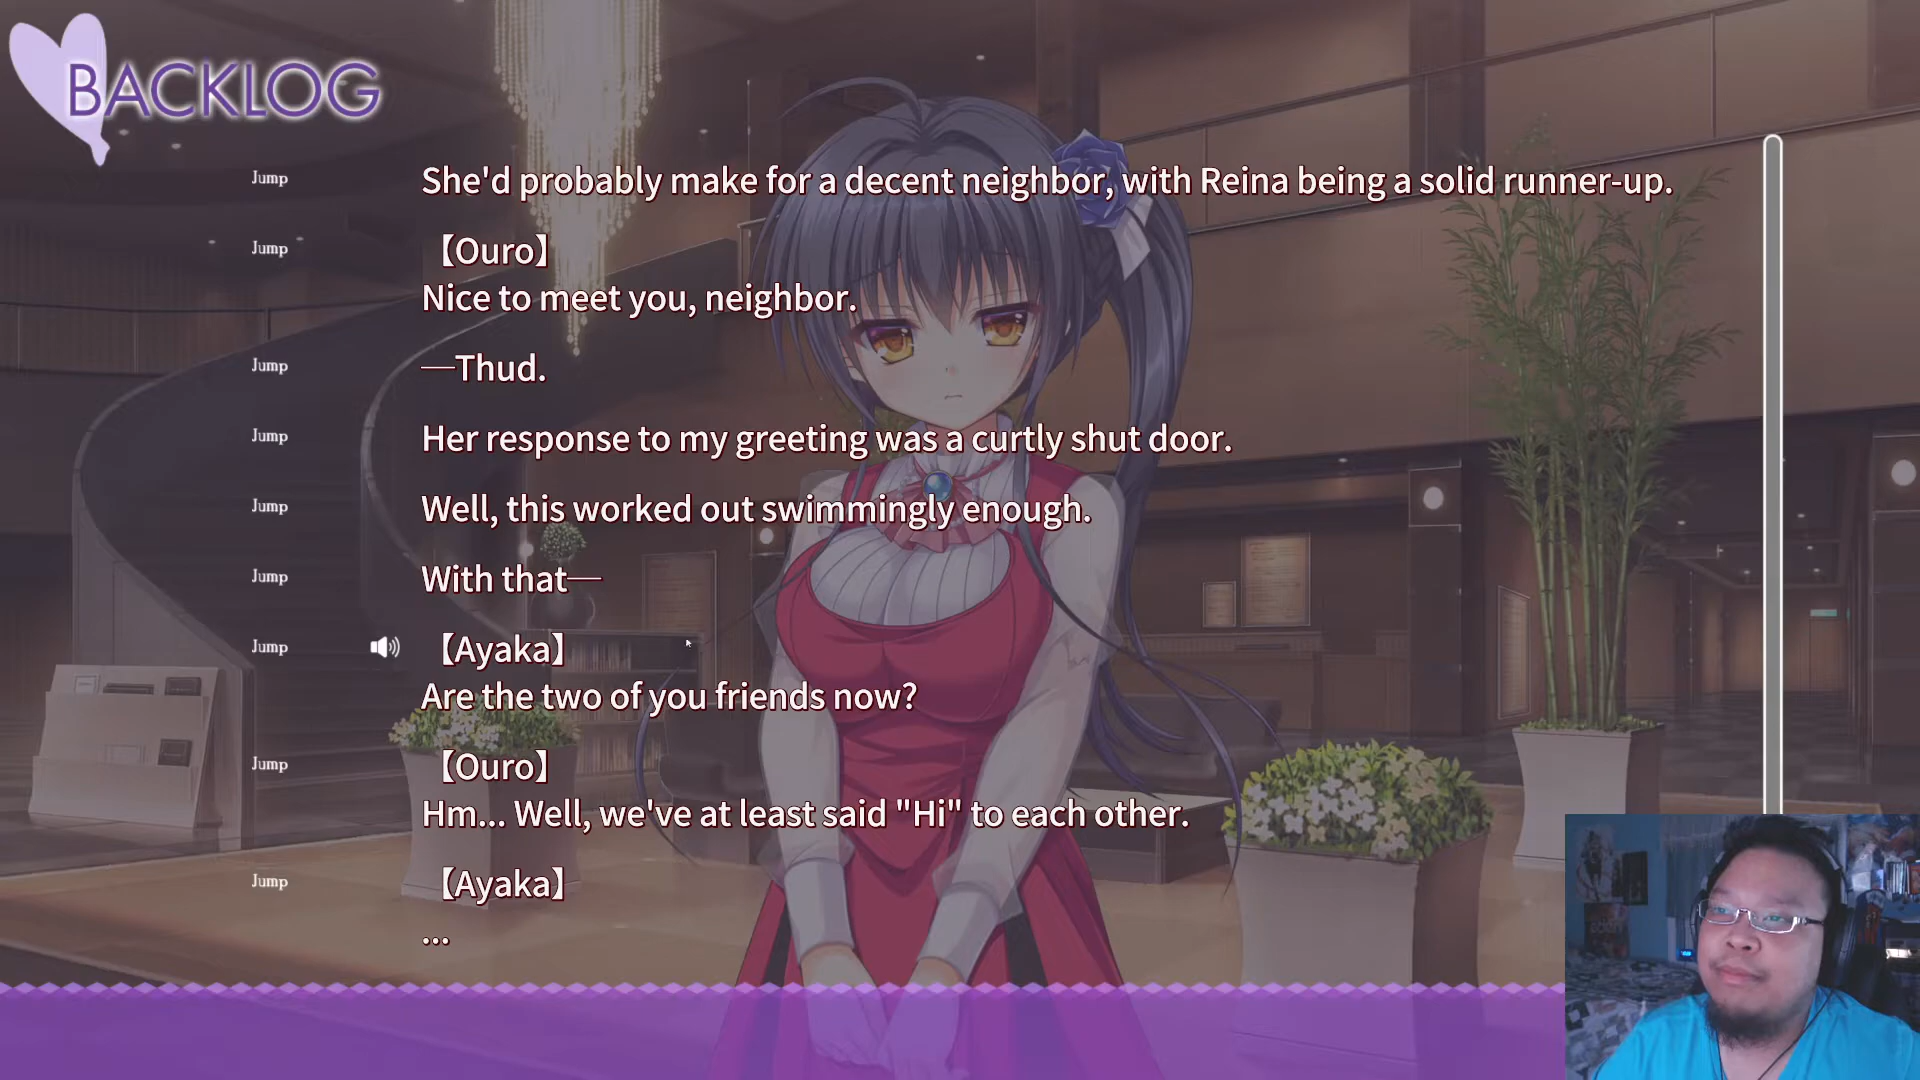 BACKLOG
Jump
She'd probably make for a decent neighbor, with Reina being a solid runner-up.
Jump
【Ouro】
Nice to meet you, neighbor.
Jump
—Thud.
Jump
Her response to my greeting was a curtly shut door.
Jump
Well, this worked out swimmingly enough.
Jump
With that—
Jump
【Ayaka】
Are the two of you friends now?
Jump
【Ouro】
Hm... Well, we've at least said "Hi" to each other.
Jump
【Ayaka】
...